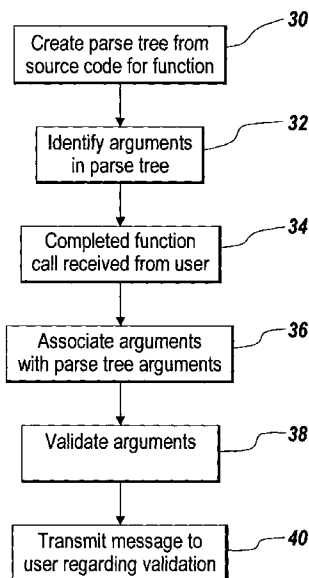 30
Create parse tree from
source code for function
32
Identify arguments
in parse tree
34
Completed function
call received from user
36
Associate arguments
with parse tree arguments
38
Validate arguments
40
Transmit message to
user regarding validation